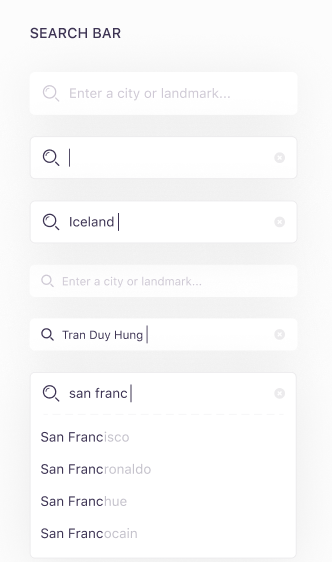 SEARCH BAR
Enter a city or landmark...
Iceland
Enter a city or landmark...
Tran Duy Hung
san franc
San Francisco
San Francronaldo
San Franchue
San Francocain